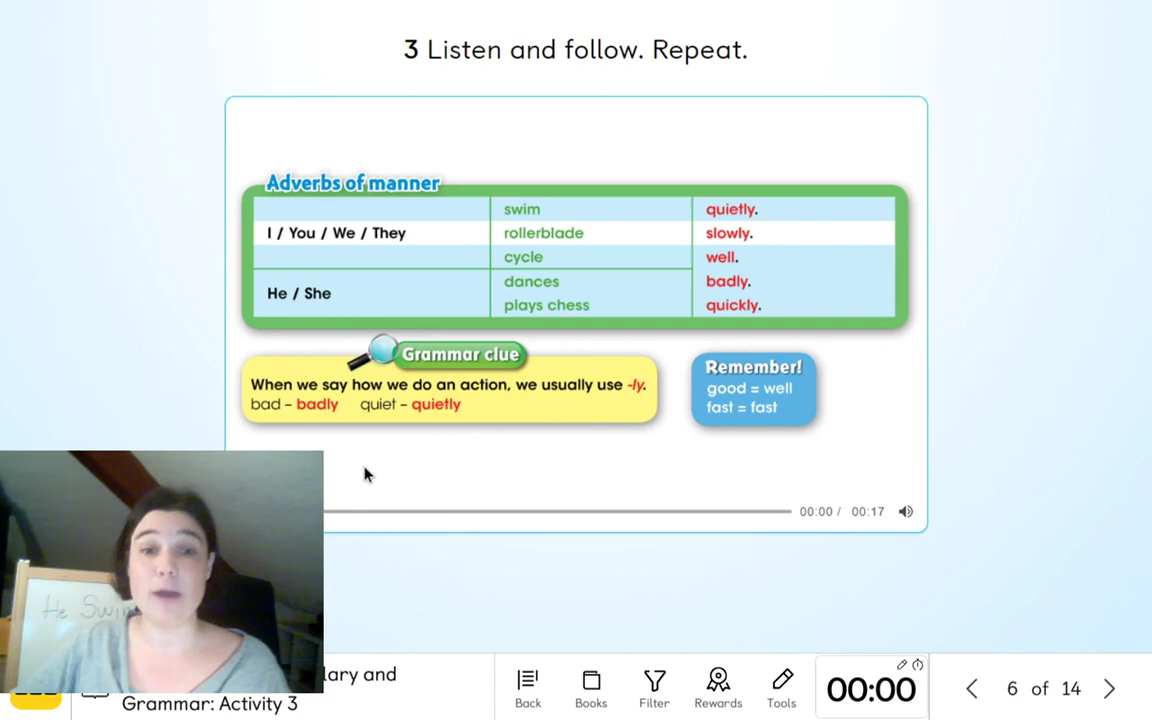 3 Listen and follow. Repeat.
Adverbs of manner
swim quietly.
I / You / We / They rollerblade slowly.
cycle well.
dances badly.
He / She
plays chess quickly.
Grammar clue
When we say how we do an action, we usually use -ly.
bad – badly quiet – quietly
Remember!
good = well
fast = fast
00:00 / 00:17
He Swim
lary and
Grammar: Activity 3
Back
Books
Filter
Rewards
Tools
00:00
6 of 14